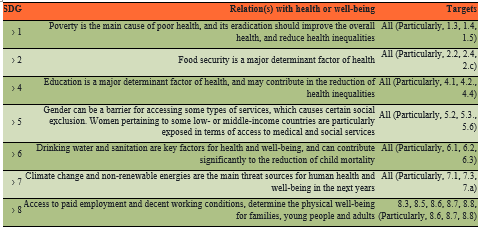 SDG Relation(s) with health or well-being Targets
> 1 Poverty is the main cause of poor health, and its eradication should improve the overall health, and reduce health inequalities All (Particularly, 1.3, 1.4, 1.5)
> 2 Food security is a major determinant factor of health All (Particularly, 2.2, 2.4, 2.c)
> 4 Education is a major determinant factor of health, and may contribute in the reduction of health inequalities All (Particularly, 4.1, 4.2., 4.4)
> 5 Gender can be a barrier for accessing some types of services, which causes certain social exclusion. Women pertaining to some low- or middle-income countries are particularly exposed in terms of access to medical and social services All (Particularly, 5.2, 5.3., 5.6)
> 6 Drinking water and sanitation are key factors for health and well-being, and can contribute significantly to the reduction of child mortality All (Particularly, 6.1, 6.2, 6.3)
> 7 Climate change and non-renewable energies are the main threat sources for human health and well-being in the next years All (Particularly, 7.1, 7.3, 7.a)
> 8 Access to paid employment and decent working conditions, determine the physical well-being for families, young people and adults 8.3, 8.5, 8.6, 8.7, 8.8, (Particularly, 8.6, 8.7, 8.8)